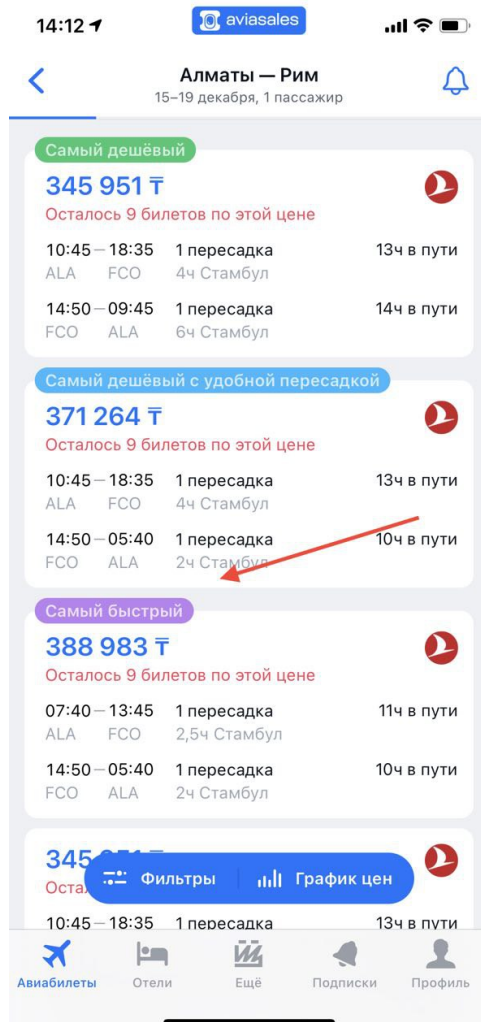 14:12
aviasales
Алматы — Рим
15–19 декабря, 1 пассажир
Самый дешёвый
345 951 ₸
Осталось 9 билетов по этой цене
10:45 — 18:35 1 пересадка 13ч в пути
ALA FCO 4ч Стамбул
14:50 — 09:45 1 пересадка 14ч в пути
FCO ALA 6ч Стамбул
Самый дешёвый с удобной пересадкой
371 264 ₸
Осталось 9 билетов по этой цене
10:45 — 18:35 1 пересадка 13ч в пути
ALA FCO 4ч Стамбул
14:50 — 05:40 1 пересадка 10ч в пути
FCO ALA 2ч Стамбул
Самый быстрый
388 983 ₸
Осталось 9 билетов по этой цене
07:40 — 13:45 1 пересадка 11ч в пути
ALA FCO 2,5ч Стамбул
14:50 — 05:40 1 пересадка 10ч в пути
FCO ALA 2ч Стамбул
345
Фильтры График цен
10:45 — 18:35 1 пересадка 13ч в пути
Авиабилеты Отели Ещё Подписки Профиль